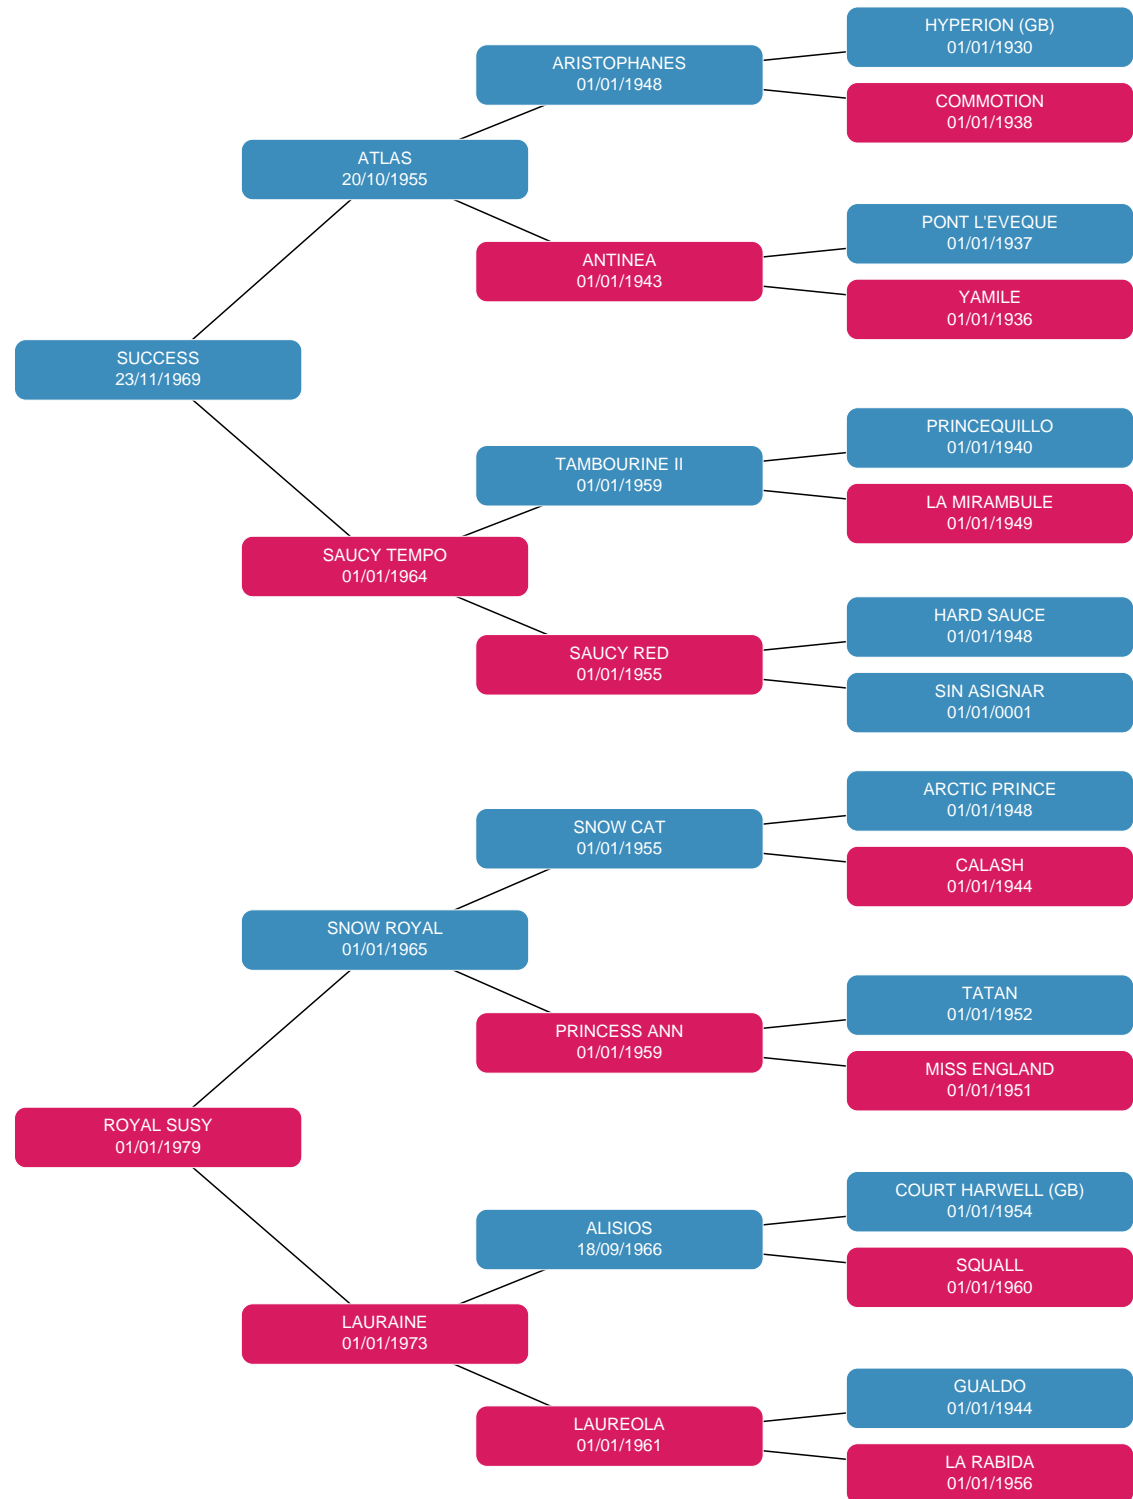 HYPERION (GB)
01/01/1930
ARISTOPHANES
01/01/1948
COMMOTION
01/01/1938
ATLAS
20/10/1955
PONT L'EVEQUE
01/01/1937
ANTINEA
01/01/1943
YAMILE
01/01/1936
SUCCESS
23/11/1969
PRINCEQUILLO
01/01/1940
TAMBOURINE II
01/01/1959
LA MIRAMBULE
01/01/1949
SAUCY TEMPO
01/01/1964
HARD SAUCE
01/01/1948
SAUCY RED
01/01/1955
SIN ASIGNAR
01/01/0001
ARCTIC PRINCE
01/01/1948
SNOW CAT
01/01/1955
CALASH
01/01/1944
SNOW ROYAL
01/01/1965
TATAN
01/01/1952
PRINCESS ANN
01/01/1959
MISS ENGLAND
01/01/1951
ROYAL SUSY
01/01/1979
COURT HARWELL (GB)
01/01/1954
ALISIOS
18/09/1966
SQUALL
01/01/1960
LAURAINE
01/01/1973
GUALDO
01/01/1944
LAUREOLA
01/01/1961
LA RABIDA
01/01/1956